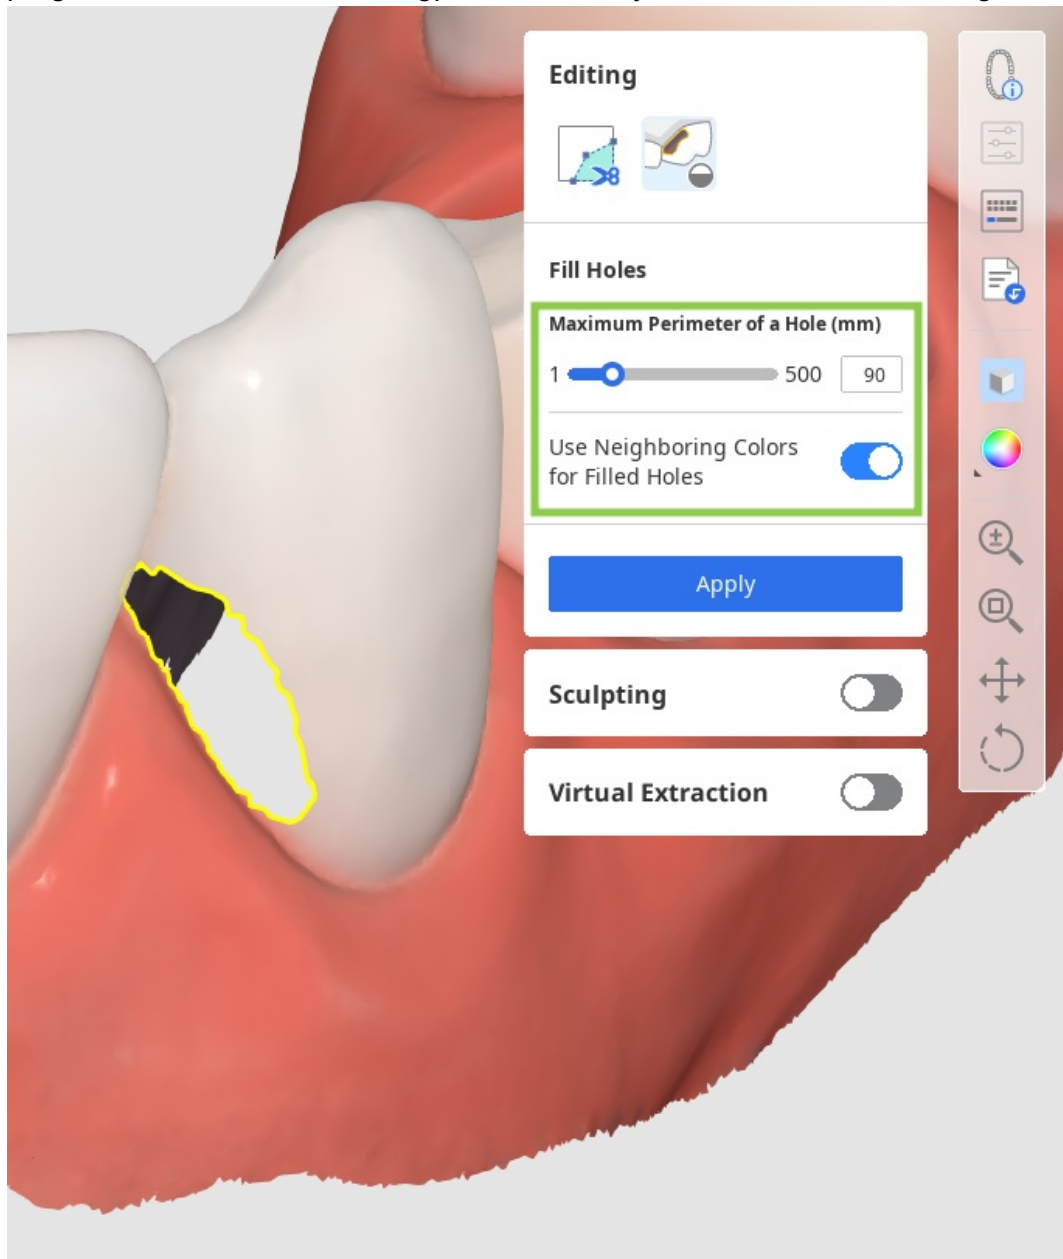 Editing
Fill Holes
Maximum Perimeter of a Hole (mm)
1 500 90
Use Neighboring Colors
for Filled Holes
Apply
Sculpting
Virtual Extraction